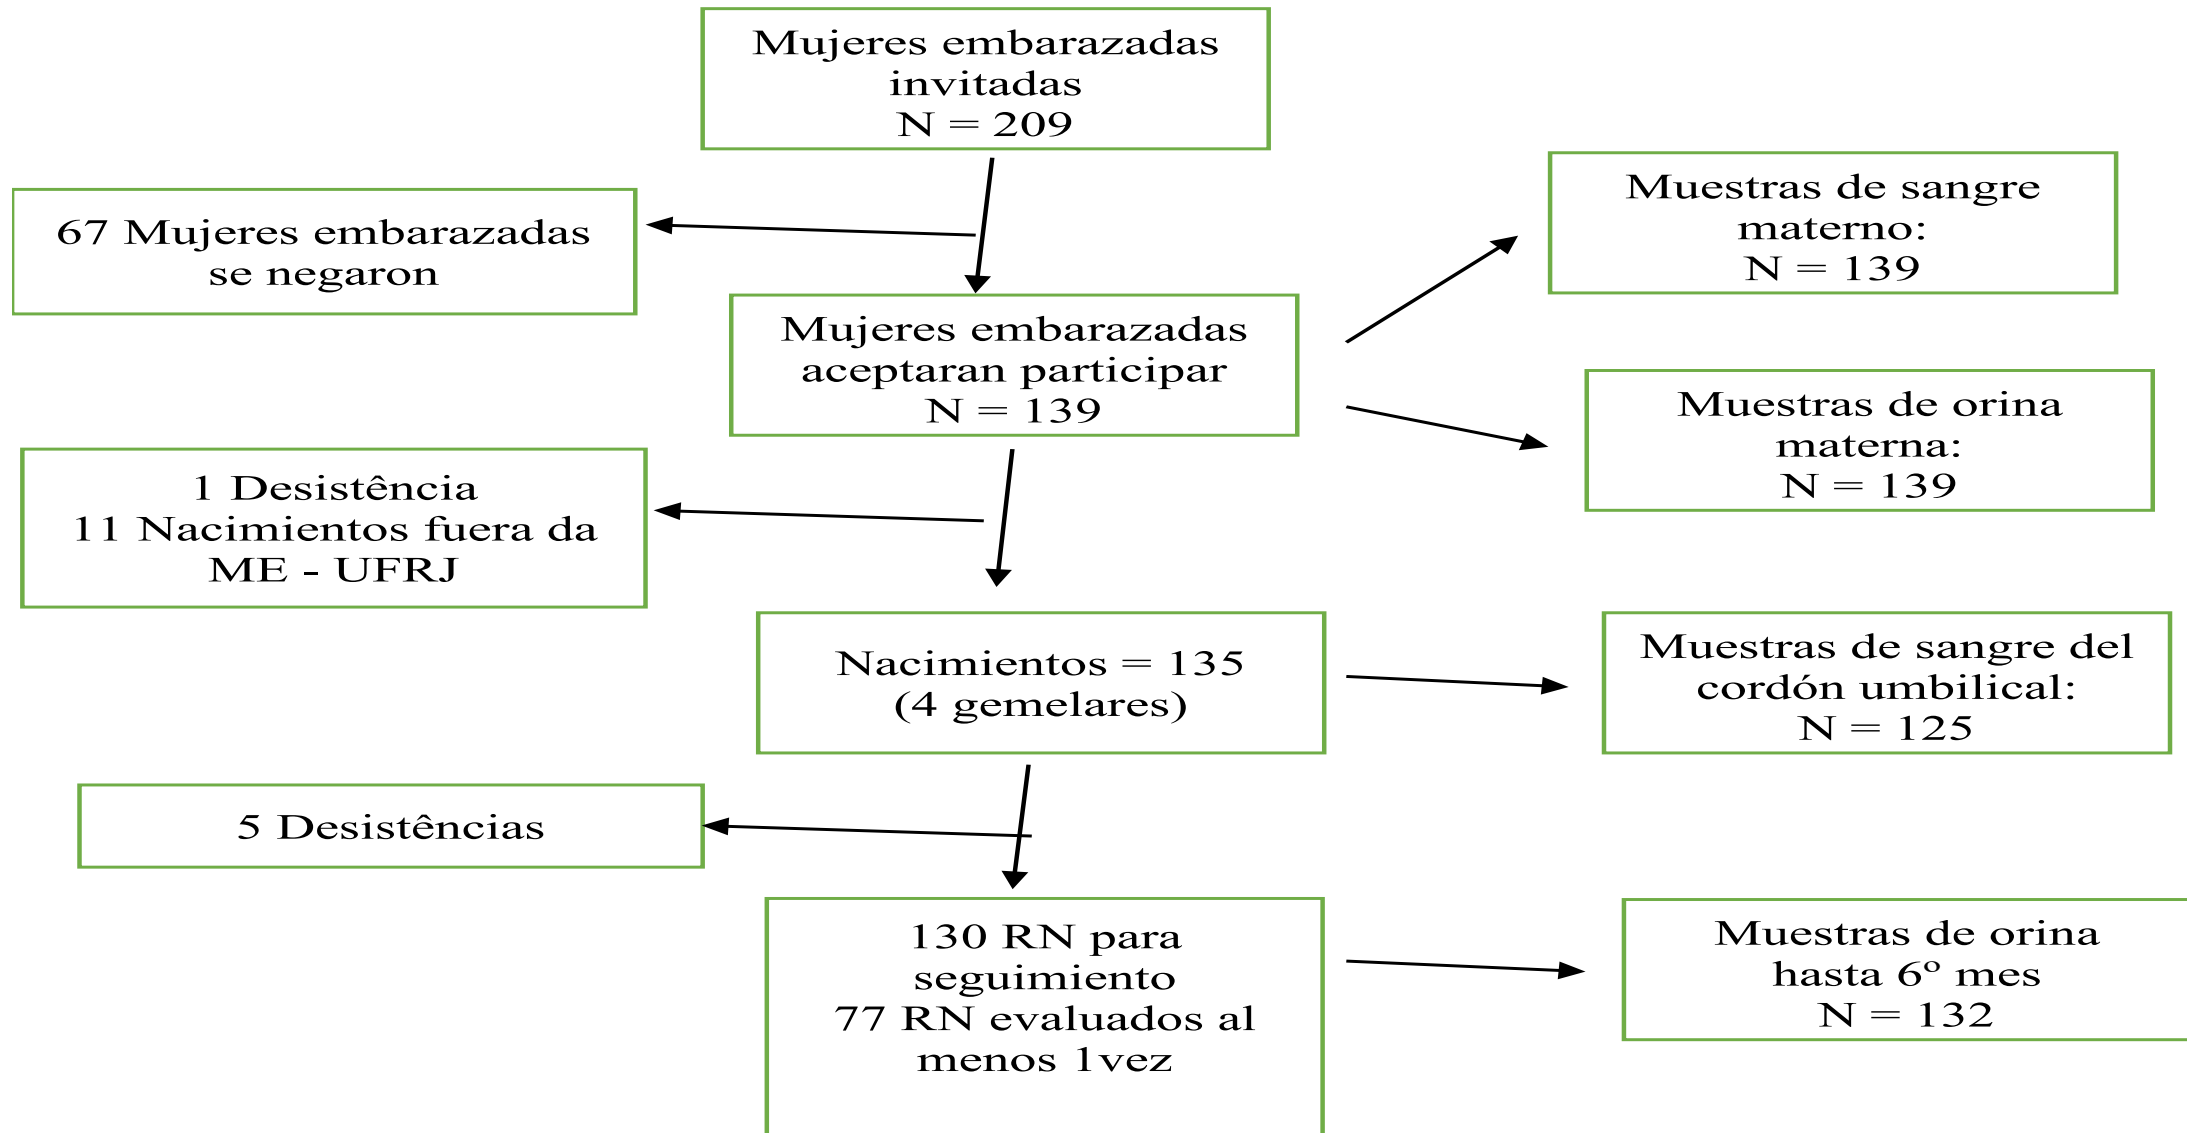 Mujeres embarazadas
invitadas
N = 209
67 Mujeres embarazadas
se negaron
Muestras de sangre
materno:
N = 139
Mujeres embarazadas
aceptaran participar
N = 139
Muestras de orina
materna:
N = 139
1 Desistência
11 Nacimientos fuera da
ME - UFRJ
Nacimientos = 135
(4 gemelares)
Muestras de sangre del
cordón umbilical:
N = 125
5 Desistências
130 RN para
seguimiento
77 RN evaluados al
menos 1vez
Muestras de orina
hasta 6º mes
N = 132